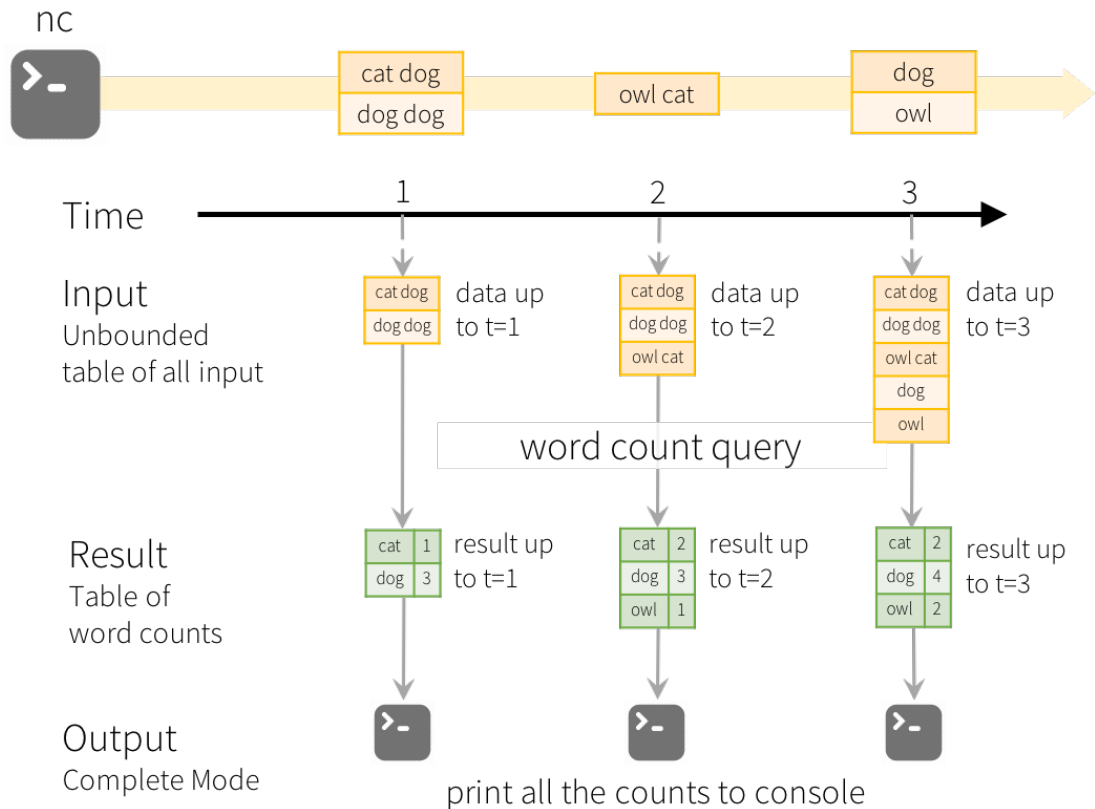 nc
cat dog
dog dog
owl cat
dog
owl
Time
1
2
3
Input
Unbounded
table of all input
cat dog
dog dog
data up
to t=1
cat dog
dog dog
owl cat
data up
to t=2
cat dog
dog dog
owl cat
dog
owl
data up
to t=3
word count query
Result
Table of
word counts
cat 1
dog 3
result up
to t=1
cat 2
dog 3
owl 1
result up
to t=2
cat 2
dog 4
owl 2
result up
to t=3
Output
Complete Mode
print all the counts to console